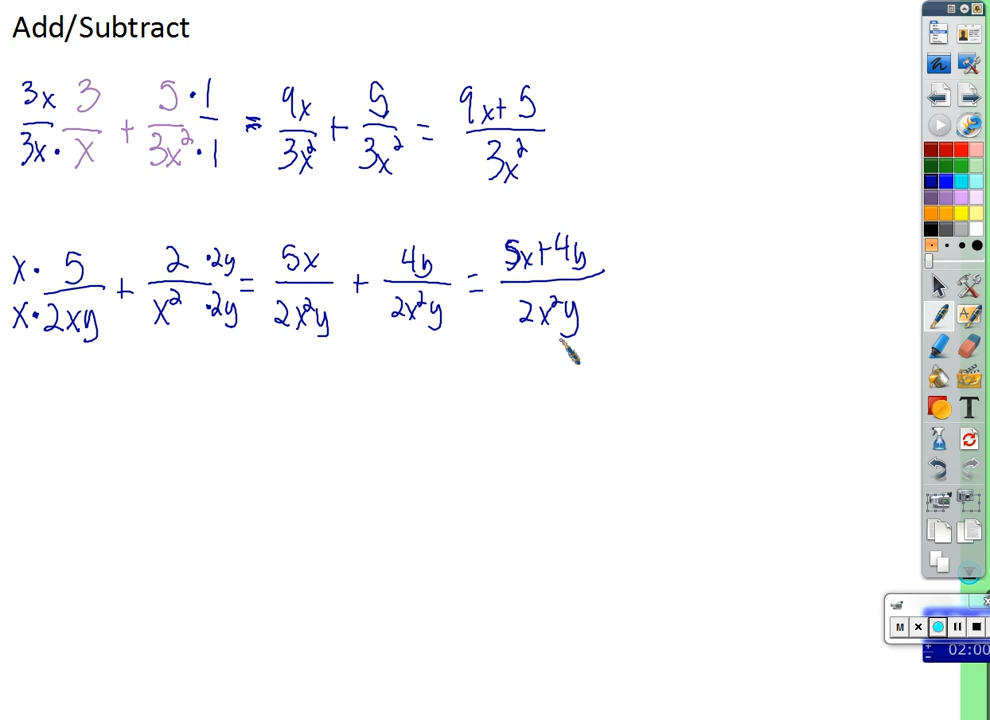 Add/Subtract
3x/3x · 3/x + 5/3x² · 1/1 = 9x/3x² + 5/3x² = (9x+5)/3x²
x/x · 5/2xy + 2/x² · 2y/2y = 5x/2x²y + 4y/2x²y = (5x+4y)/2x²y
T
M
02:00